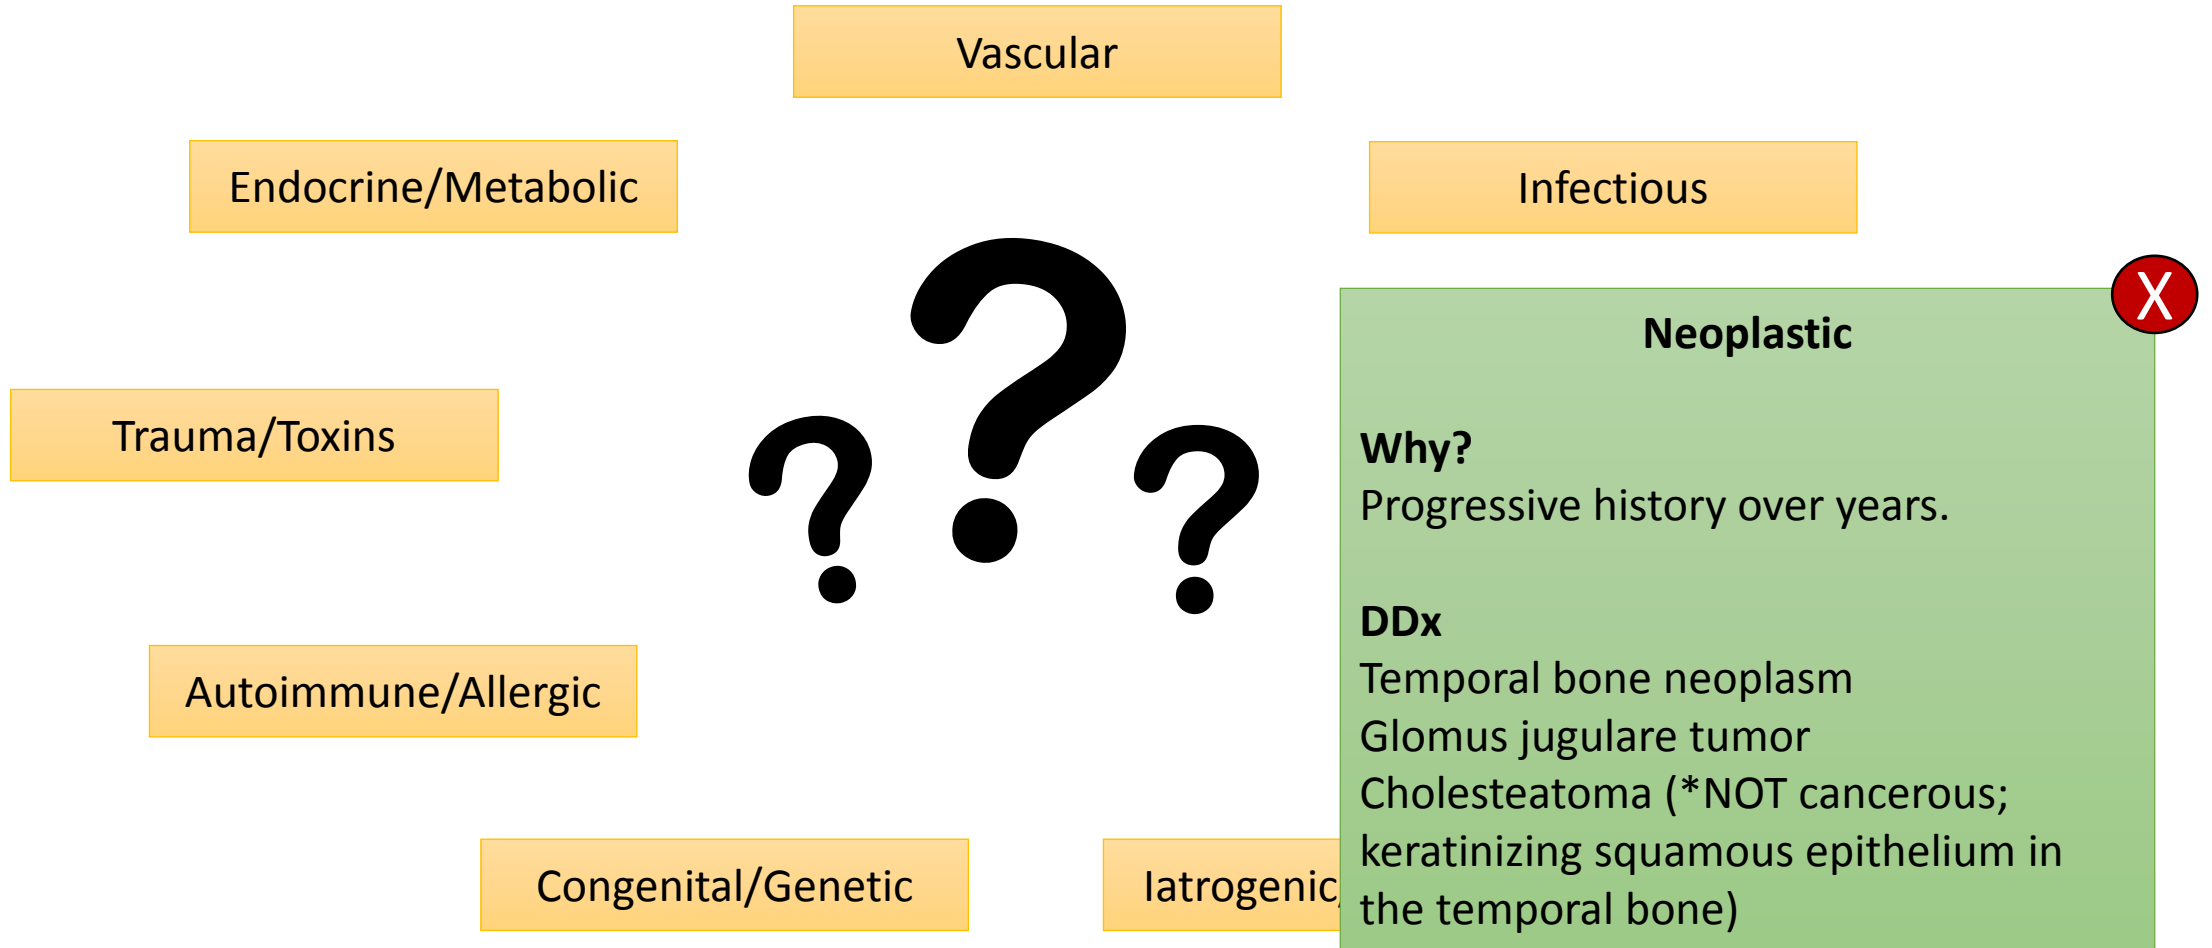 Vascular
Endocrine/Metabolic
Infectious
X
Neoplastic
Why?
Progressive history over years.
Trauma/Toxins
DDx
Temporal bone neoplasm
Glomus jugulare tumor
Cholesteatoma (*NOT cancerous;
keratinizing squamous epithelium in
the temporal bone)
Autoimmune/Allergic
Congenital/Genetic
Iatrogenic/